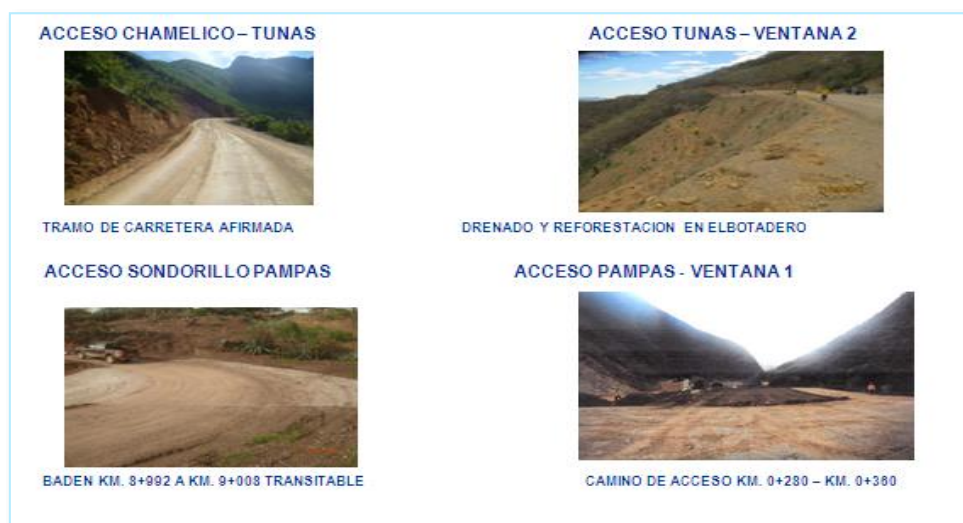 ACCESO CHAMELICO – TUNAS
ACCESO TUNAS – VENTANA 2
TRAMO DE CARRETERA AFIRMADA
DRENADO Y REFORESTACION EN ELBOTADERO
ACCESO SONDORILLO PAMPAS
ACCESO PAMPAS - VENTANA 1
BADEN KM. 8+992 A KM. 9+008 TRANSITABLE
CAMINO DE ACCESO KM. 0+280 – KM. 0+360